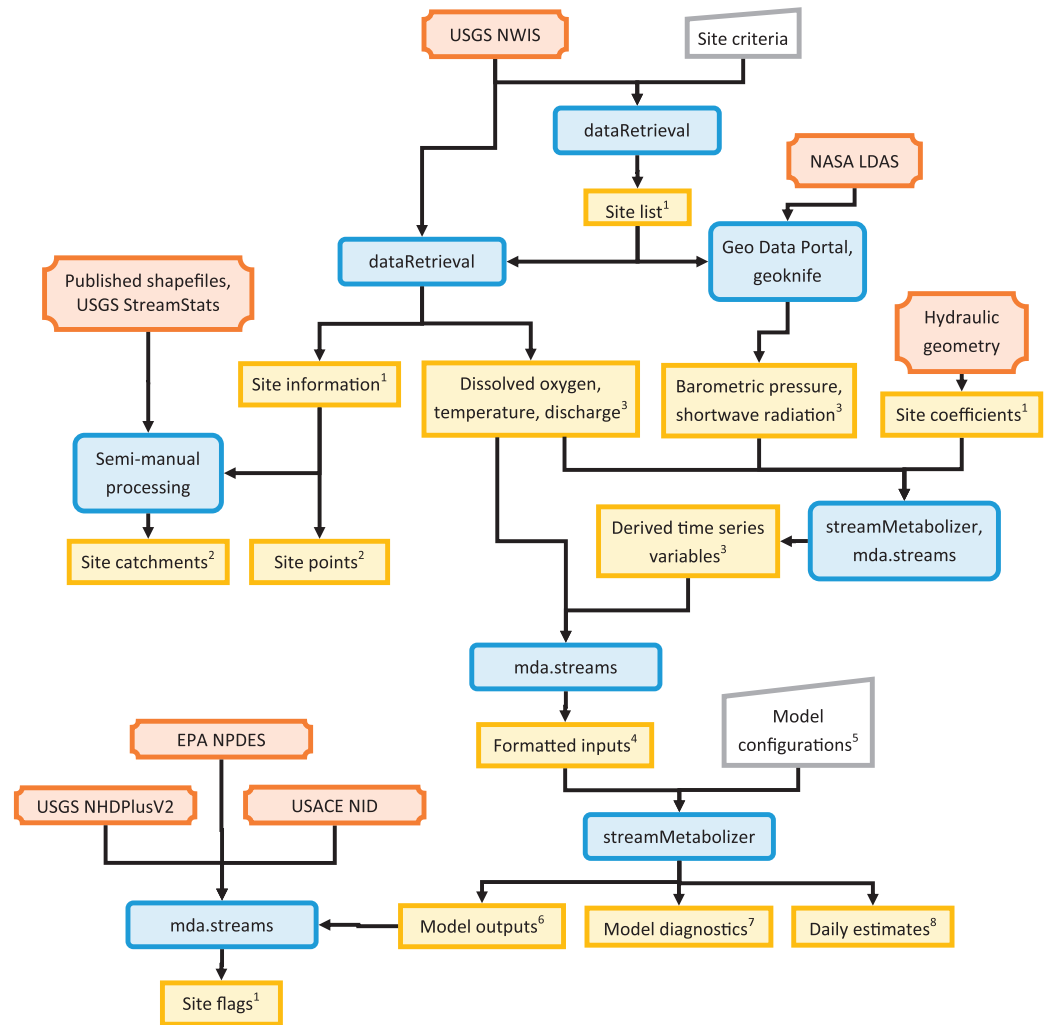 USGS NWIS
Site criteria
dataRetrieval
NASA LDAS
Site list¹
dataRetrieval
Geo Data Portal,
geoknife
Published shapefiles,
USGS StreamStats
Hydraulic
geometry
Site information¹
Dissolved oxygen,
temperature, discharge³
Barometric pressure,
shortwave radiation³
Site coefficients¹
Semi-manual
processing
Derived time series
variables³
streamMetabolizer,
mda.streams
Site catchments²
Site points²
mda.streams
Model
configurations⁵
EPA NPDES
Formatted inputs⁴
USGS NHDPlusV2
USACE NID
streamMetabolizer
mda.streams
Model outputs⁶
Model diagnostics⁷
Daily estimates⁸
Site flags¹